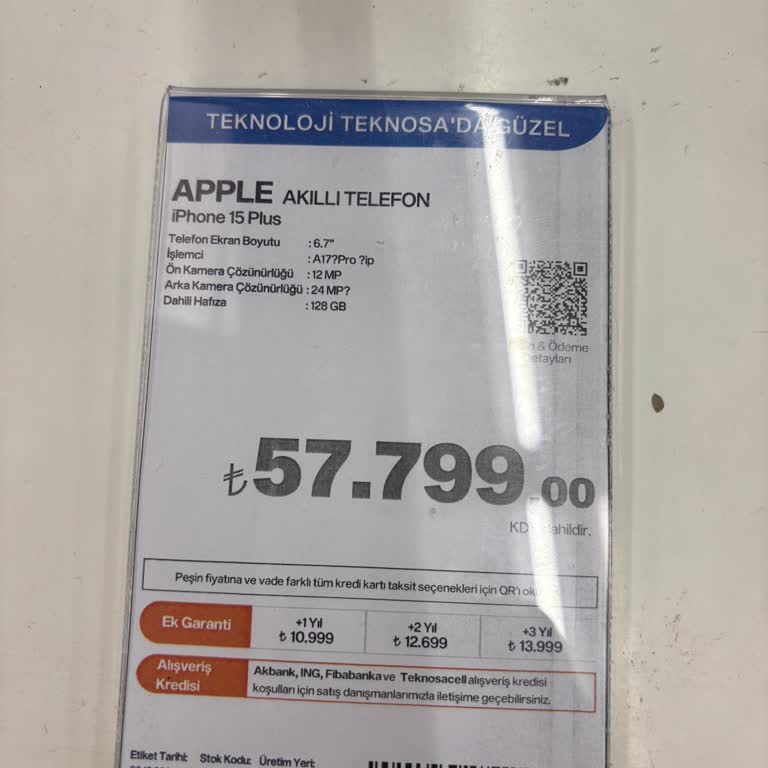 TEKNOLOJİ TEKNOSA'DA GÜZEL
APPLE AKILLI TELEFON
iPhone 15 Plus
Telefon Ekran Boyutu : 6.7"
İşlemci : A17?Pro ?ip
Ön Kamera Çözünürlüğü : 12 MP
Arka Kamera Çözünürlüğü : 24 MP?
Dahili Hafıza : 128 GB
& Ödeme
Detayları
₺57.799.00
dahildir.
Peşin fiyatına ve vade farklı tüm kredi kartı taksit seçenekleri için QR'ı
Ek Garanti
+1 Yıl
₺ 10.999
+2 Yıl
₺ 12.699
+3 Yıl
₺ 13.999
Alışveriş
Kredisi
Akbank, ING, Fibabanka ve Teknosacell alışveriş kredisi
koşulları için satış danışmanlarımızla iletişime geçebilirsiniz.
Etiket Tarihi: Stok Kodu: Üretim Yeri: